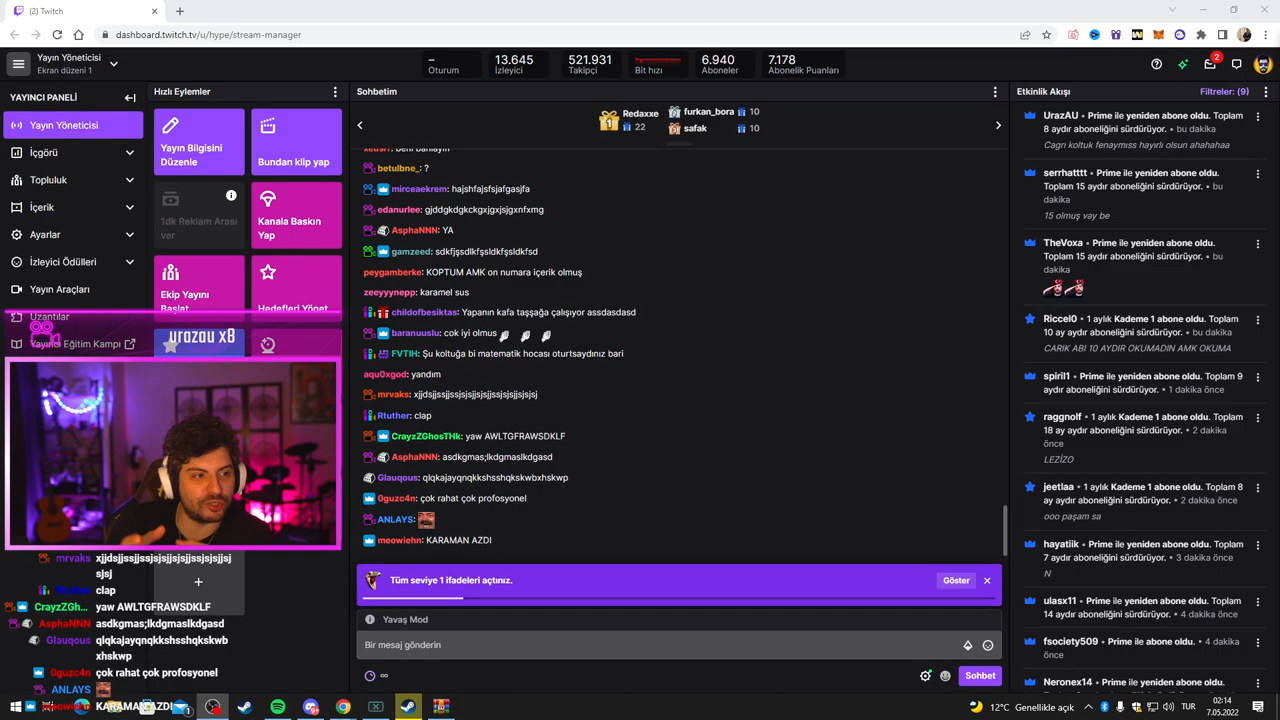 (2) Twitch
dashboard.twitch.tv/u/hype/stream-manager
Yayın Yöneticisi
Ekran düzeni 1
–
Oturum
13.645
İzleyici
521.931
Takipçi
Bit hızı
6.940
Aboneler
7.178
Abonelik Puanları
2
YAYINCI PANELİ
Yayın Yöneticisi
İçgörü
Topluluk
İçerik
Ayarlar
İzleyici Ödülleri
Yayın Araçları
Uzantılar
Yayıncı Eğitim Kampı
Hızlı Eylemler
Yayın Bilgisini
Düzenle
Bundan klip yap
1dk Reklam Arası
ver
Kanala Baskın
Yap
Ekip Yayını
Başlat
Hedefleri Yönet
urazau x8
mrvaks xjjdsjjssjjssjsjsjjsjsjjssjsjssjsj
sjsj
clap
CrayzZGh... yaw AWLTGFRAWSDKLF
AsphaNNN asdkgmas;lkdgmaslkdgasd
Glauqous qlqkajayqnqkkshsshqkskwb
xhskwp
0guzc4n çok rahat çok profosyonel
ANLAYS
meowiehn KARAMAN AZDI
Sohbetim
1
Redaxxe
22
furkan_bora 10
safak 10
betulbne_: ?
mirceaekrem: hajshfajsfsjafgasjfa
edanurlee: gjddgkdgkckgxjgxjsjgxnfxmg
AsphaNNN: YA
gamzeed: sdkfjssdlkfşsldkfşsldkfsd
peygamberke: KOPTUM AMK on numara içerik olmuş
zeeyyynepp: karamel sus
childofbesiktas: Yapanın kafa taşşağa çalışıyor assdasdasd
baranuuslu: cok iyi olmus
FVTIH: Şu koltuğa bi matematik hocası oturtsaydınız bari
aqu0xgod: yandım
mrvaks: xjjdsjjssjjssjsjsjjsjsjjssjsjssjsjsjsj
Rtuther: clap
CrayzZGhosTHk: yaw AWLTGFRAWSDKLF
AsphaNNN: asdkgmas;lkdgmaslkdgasd
Glauqous: qlqkajayqnqkkshsshqkskwbxhskwp
0guzc4n: çok rahat çok profosyonel
ANLAYS:
meowiehn: KARAMAN AZDI
Tüm seviye 1 ifadeleri açtınız.
Göster
Yavaş Mod
Bir mesaj gönderin
∞
Sohbet
Etkinlik Akışı
Filtreler: (9)
UrazAU • Prime ile yeniden abone oldu. Toplam
8 aydır aboneliğini sürdürüyor. • bu dakika
Cagrı koltuk fenaymıss hayırlı olsun ahahahaa
serrhatttt • Prime ile yeniden abone oldu.
Toplam 15 aydır aboneliğini sürdürüyor. • bu
dakika
15 olmuş vay be
TheVoxa • Prime ile yeniden abone oldu.
Toplam 15 aydır aboneliğini sürdürüyor. • bu
dakika
Riccel0 • 1 aylık Kademe 1 abone oldu. Toplam
10 ay aydır aboneliğini sürdürüyor. • bu dakika
CARIK ABI 10 AYDIR OKUMADIN AMK OKUMA
spiril1 • Prime ile yeniden abone oldu. Toplam 9
aydır aboneliğini sürdürüyor. • 1 dakika önce
raggnolf • 1 aylık Kademe 1 abone oldu. Toplam
18 ay aydır aboneliğini sürdürüyor. • 2 dakika
önce
LEZİZO
jeetlaa • 1 aylık Kademe 1 abone oldu. Toplam 8
ay aydır aboneliğini sürdürüyor. • 2 dakika önce
ooo paşam sa
hayatiik • Prime ile yeniden abone oldu. Toplam
7 aydır aboneliğini sürdürüyor. • 3 dakika önce
N
ulasx11 • Prime ile yeniden abone oldu. Toplam
14 aydır aboneliğini sürdürüyor. • 4 dakika önce
fsociety509 • Prime ile abone oldu. • 4 dakika
önce
Neronex14 • Prime ile yeniden abone oldu.
12°C Genellikle açık
TUR
02:14
7.05.2022